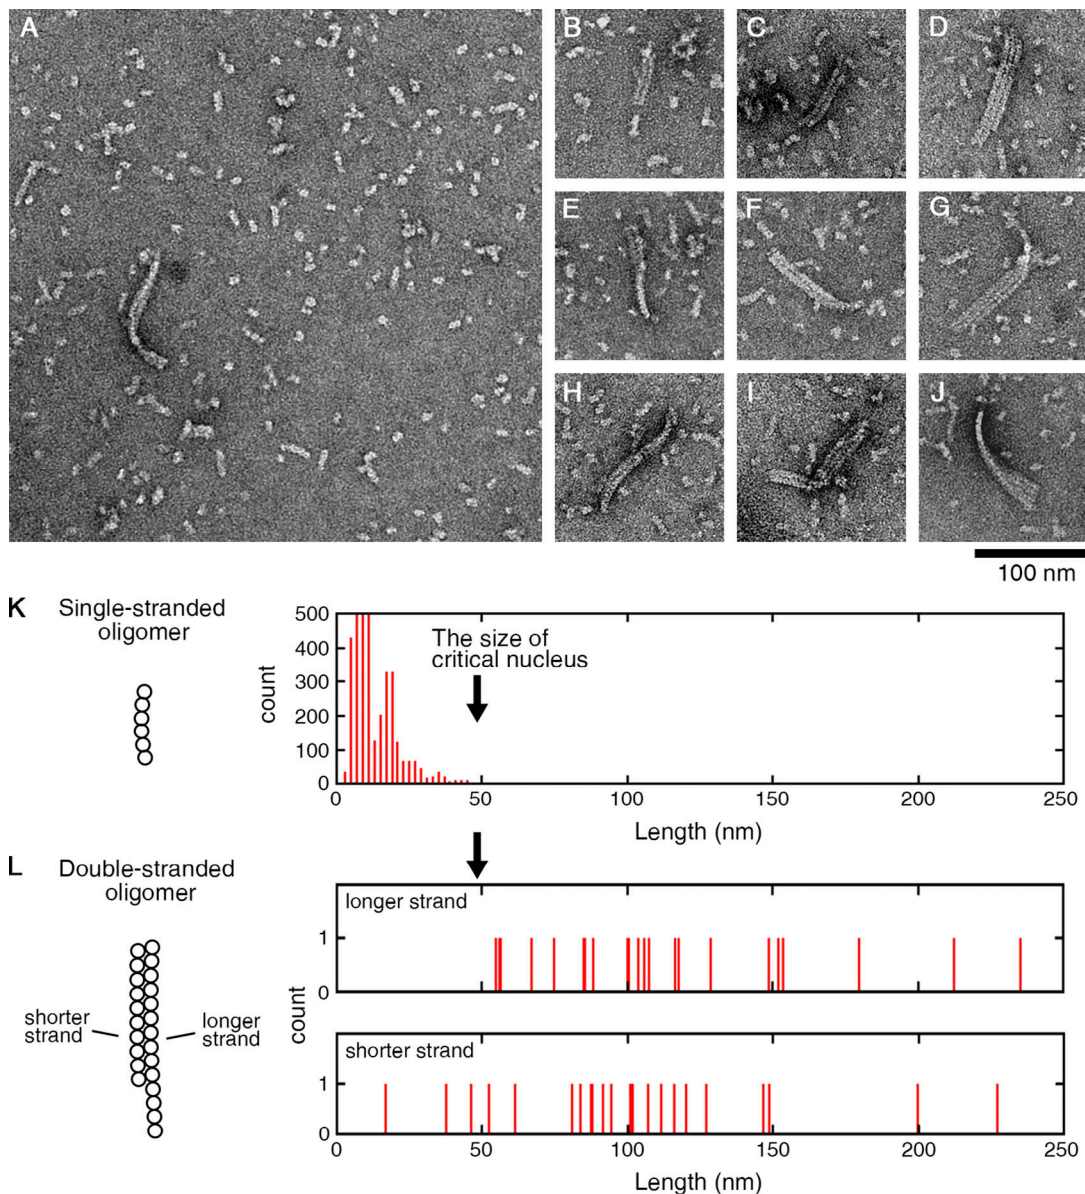 A
B
C
D
E
F
G
H
I
J
100 nm
K
Single-stranded
oligomer
The size of
critical nucleus
count
500
400
300
200
100
0
0
50
100
150
200
250
Length (nm)
L
Double-stranded
oligomer
shorter
strand
longer
strand
count
longer strand
1
0
shorter strand
1
0
0
50
100
150
200
250
Length (nm)